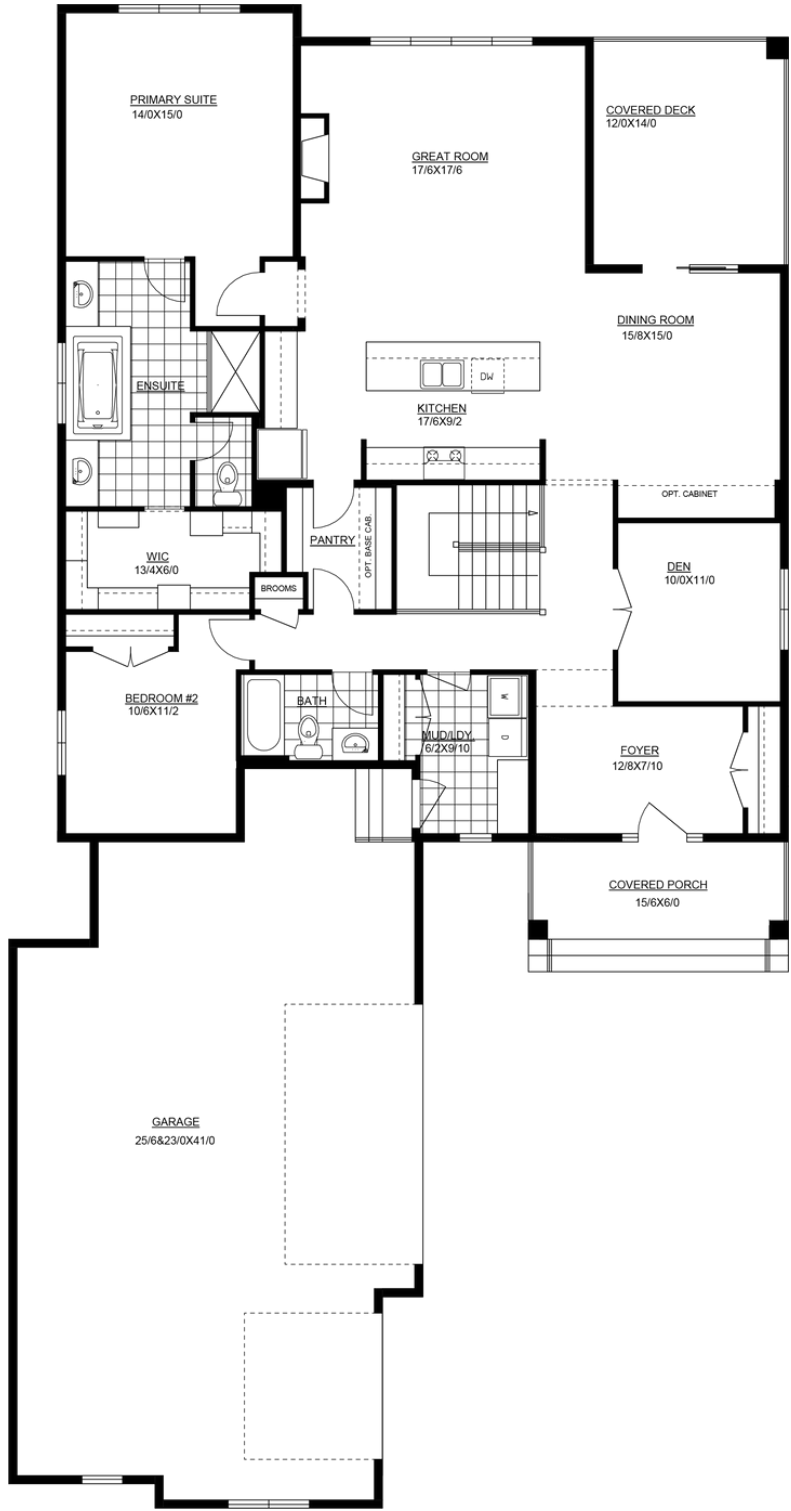 PRIMARY SUITE
14/0X15/0
COVERED DECK
12/0X14/0
GREAT ROOM
17/6X17/6
DINING ROOM
15/8X15/0
DW
ENSUITE
KITCHEN
17/6X9/2
OPT. CABINET
PANTRY
OPT. BASE CAB.
WIC
13/4X6/0
DEN
10/0X11/0
BROOMS
BEDROOM #2
10/6X11/2
BATH
W
MUD/LDY
6/2X9/10
D
FOYER
12/8X7/10
COVERED PORCH
15/6X6/0
GARAGE
25/6&23/0X41/0